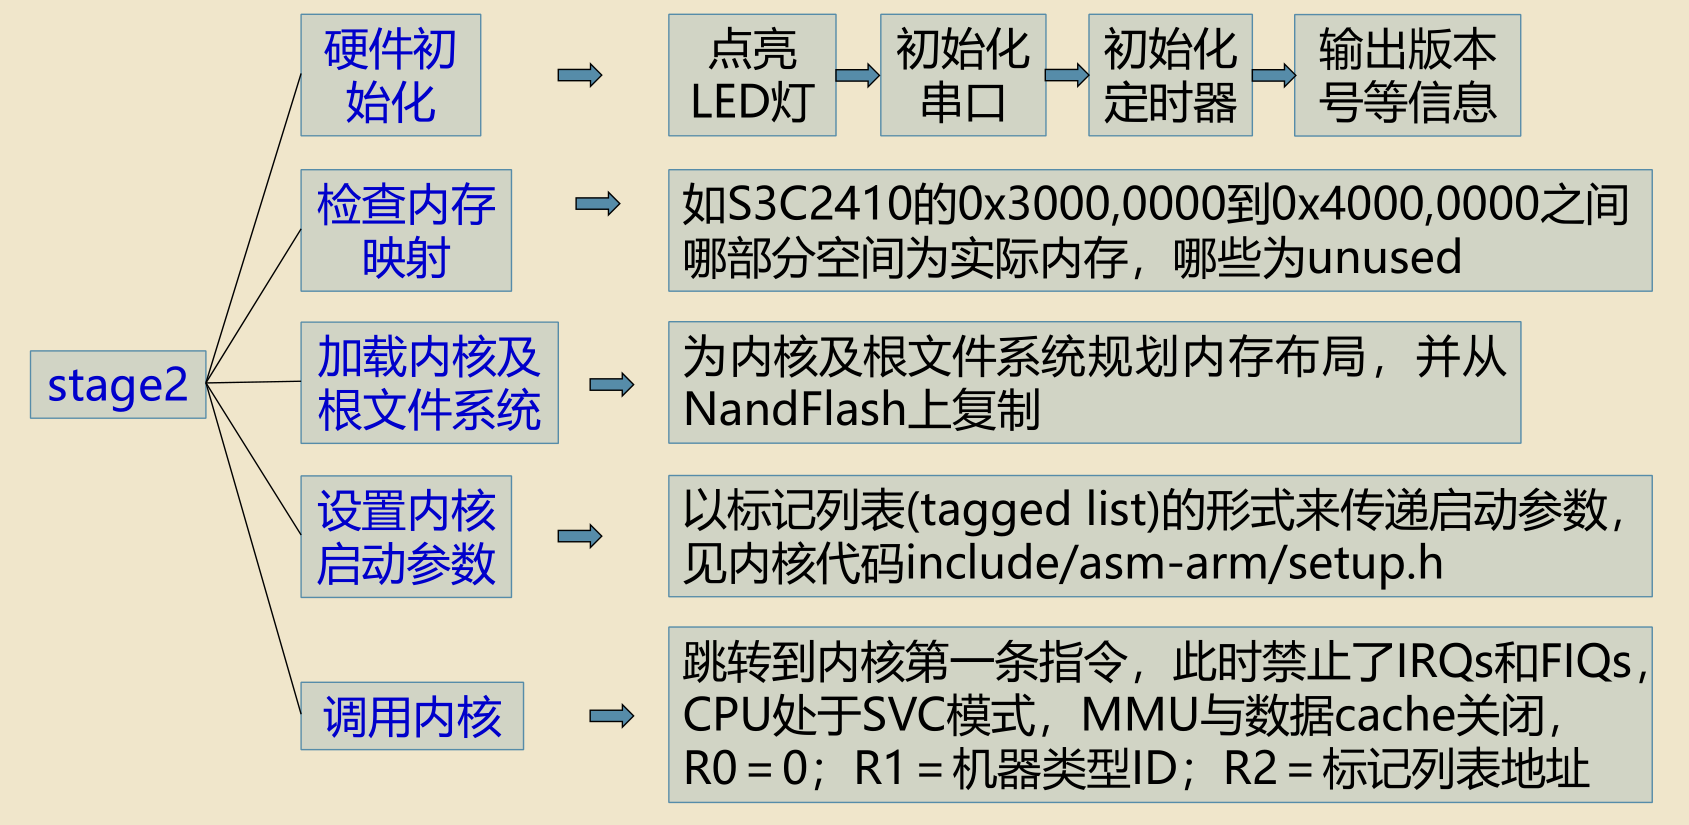 stage2
硬件初
始化
点亮
LED灯
初始化
串口
初始化
定时器
输出版本
号等信息
检查内存
映射
如S3C2410的0x3000,0000到0x4000,0000之间
哪部分空间为实际内存，哪些为unused
加载内核及
根文件系统
为内核及根文件系统规划内存布局，并从
NandFlash上复制
设置内核
启动参数
以标记列表(tagged list)的形式来传递启动参数，
见内核代码include/asm-arm/setup.h
调用内核
跳转到内核第一条指令，此时禁止了IRQs和FIQs，
CPU处于SVC模式，MMU与数据cache关闭，
R0＝0；R1＝机器类型ID；R2＝标记列表地址